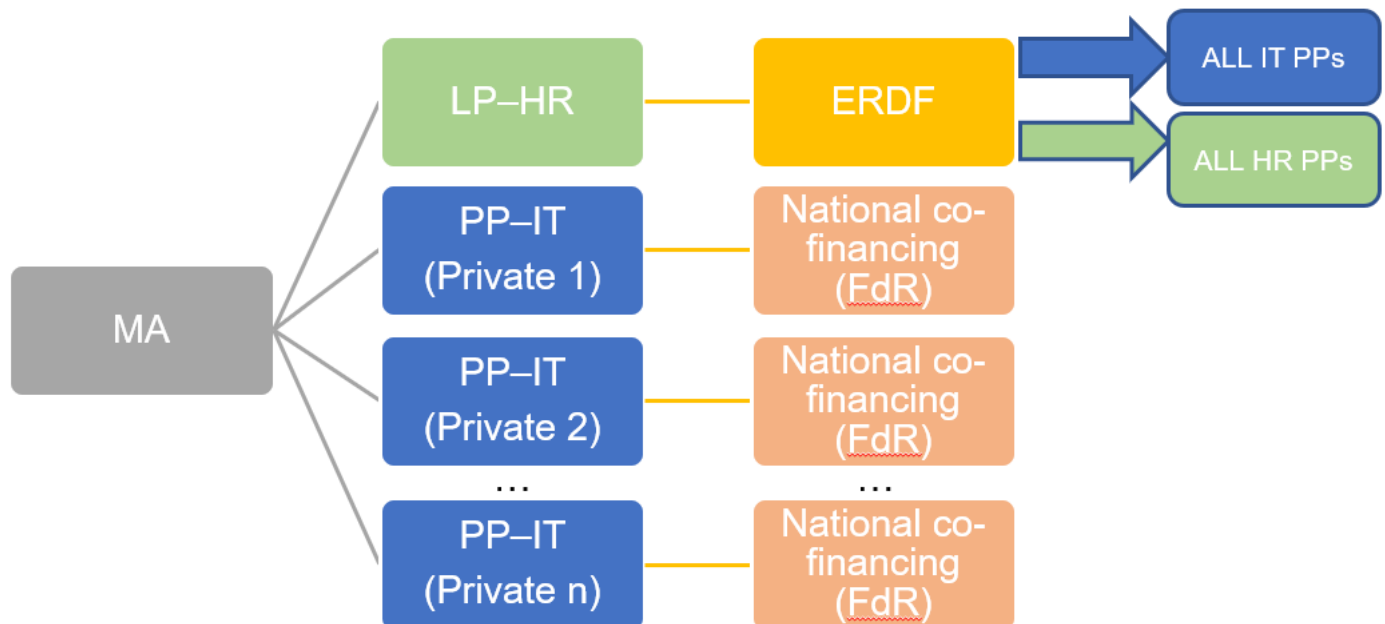 LP–HR
ERDF
ALL IT PPs
ALL HR PPs
PP–IT
(Private 1)
National co-
financing
(FdR)
MA
PP–IT
(Private 2)
National co-
financing
(FdR)
...
...
PP–IT
(Private n)
National co-
financing
(FdR)